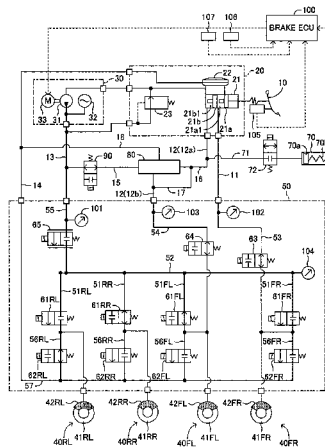 100
107
106
BRAKE ECU
20
30
22
21
10
M
33
31
32
23
21b1
21b
21a1
21a
105
18
12(12a)
71
70
70a
13
90
80
72
15
16
14
17
12(12b)
11
50
55
101
103
102
65
54
64
63
53
104
52
51RL
51RR
51FL
51FR
61RL
61RR
61FL
61FR
56RL
56RR
56FL
56FR
62RL
62RR
62FL
62FR
57
42RL
42RR
42FL
42FR
40RL
41RL
40RR
41RR
40FL
41FL
41FR
40FR